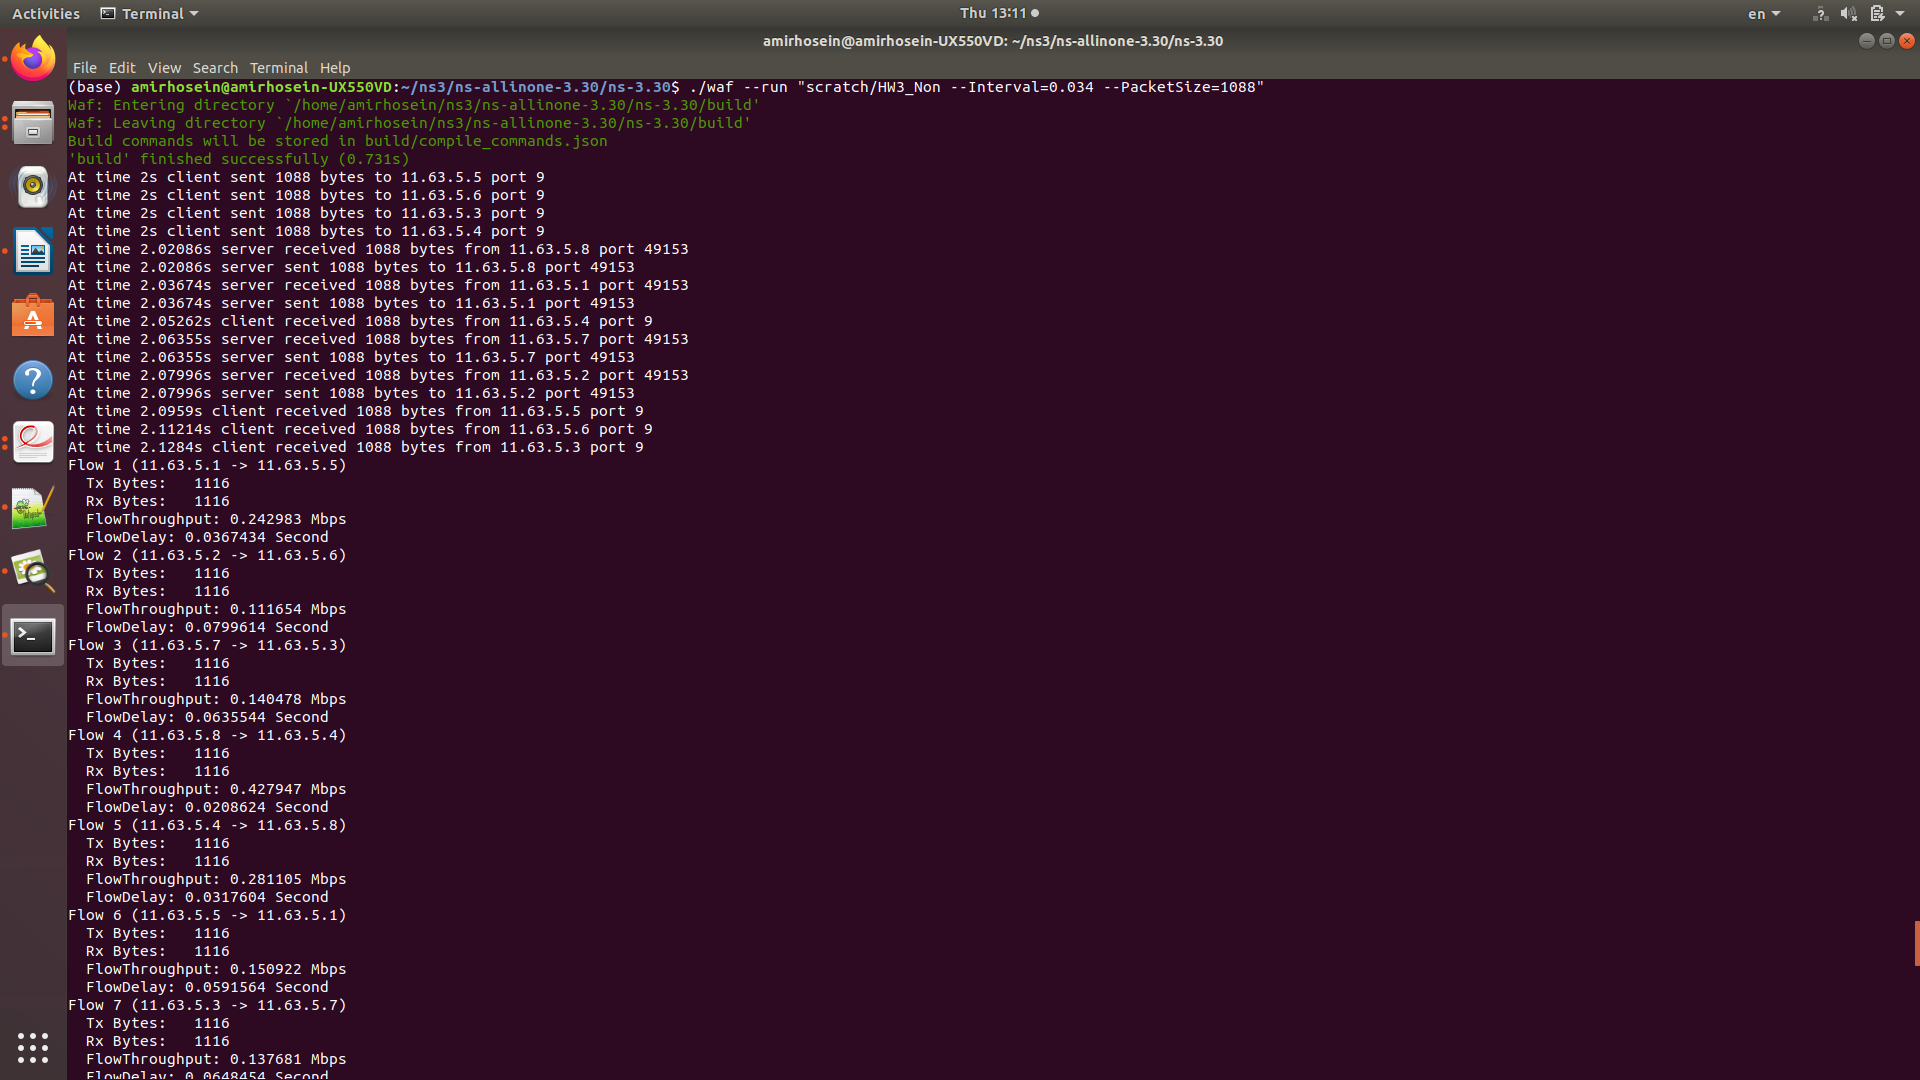 Activities Terminal Thu 13:11 en
amirhosein@amirhosein-UX550VD: ~/ns3/ns-allinone-3.30/ns-3.30
File Edit View Search Terminal Help
(base) amirhosein@amirhosein-UX550VD:~/ns3/ns-allinone-3.30/ns-3.30$ ./waf --run "scratch/HW3_Non --Interval=0.034 --PacketSize=1088"
Waf: Entering directory `/home/amirhosein/ns3/ns-allinone-3.30/ns-3.30/build'
Waf: Leaving directory `/home/amirhosein/ns3/ns-allinone-3.30/ns-3.30/build'
Build commands will be stored in build/compile_commands.json
'build' finished successfully (0.731s)
At time 2s client sent 1088 bytes to 11.63.5.5 port 9
At time 2s client sent 1088 bytes to 11.63.5.6 port 9
At time 2s client sent 1088 bytes to 11.63.5.3 port 9
At time 2s client sent 1088 bytes to 11.63.5.4 port 9
At time 2.02086s server received 1088 bytes from 11.63.5.8 port 49153
At time 2.02086s server sent 1088 bytes to 11.63.5.8 port 49153
At time 2.03674s server received 1088 bytes from 11.63.5.1 port 49153
At time 2.03674s server sent 1088 bytes to 11.63.5.1 port 49153
At time 2.05262s client received 1088 bytes from 11.63.5.4 port 9
At time 2.06355s server received 1088 bytes from 11.63.5.7 port 49153
At time 2.06355s server sent 1088 bytes to 11.63.5.7 port 49153
At time 2.07996s server received 1088 bytes from 11.63.5.2 port 49153
At time 2.07996s server sent 1088 bytes to 11.63.5.2 port 49153
At time 2.0959s client received 1088 bytes from 11.63.5.5 port 9
At time 2.11214s client received 1088 bytes from 11.63.5.6 port 9
At time 2.1284s client received 1088 bytes from 11.63.5.3 port 9
Flow 1 (11.63.5.1 -> 11.63.5.5)
Tx Bytes: 1116
Rx Bytes: 1116
FlowThroughput: 0.242983 Mbps
FlowDelay: 0.0367434 Second
Flow 2 (11.63.5.2 -> 11.63.5.6)
Tx Bytes: 1116
Rx Bytes: 1116
FlowThroughput: 0.111654 Mbps
FlowDelay: 0.0799614 Second
Flow 3 (11.63.5.7 -> 11.63.5.3)
Tx Bytes: 1116
Rx Bytes: 1116
FlowThroughput: 0.140478 Mbps
FlowDelay: 0.0635544 Second
Flow 4 (11.63.5.8 -> 11.63.5.4)
Tx Bytes: 1116
Rx Bytes: 1116
FlowThroughput: 0.427947 Mbps
FlowDelay: 0.0208624 Second
Flow 5 (11.63.5.4 -> 11.63.5.8)
Tx Bytes: 1116
Rx Bytes: 1116
FlowThroughput: 0.281105 Mbps
FlowDelay: 0.0317604 Second
Flow 6 (11.63.5.5 -> 11.63.5.1)
Tx Bytes: 1116
Rx Bytes: 1116
FlowThroughput: 0.150922 Mbps
FlowDelay: 0.0591564 Second
Flow 7 (11.63.5.3 -> 11.63.5.7)
Tx Bytes: 1116
Rx Bytes: 1116
FlowThroughput: 0.137681 Mbps
FlowDelay: 0.0648454 Second